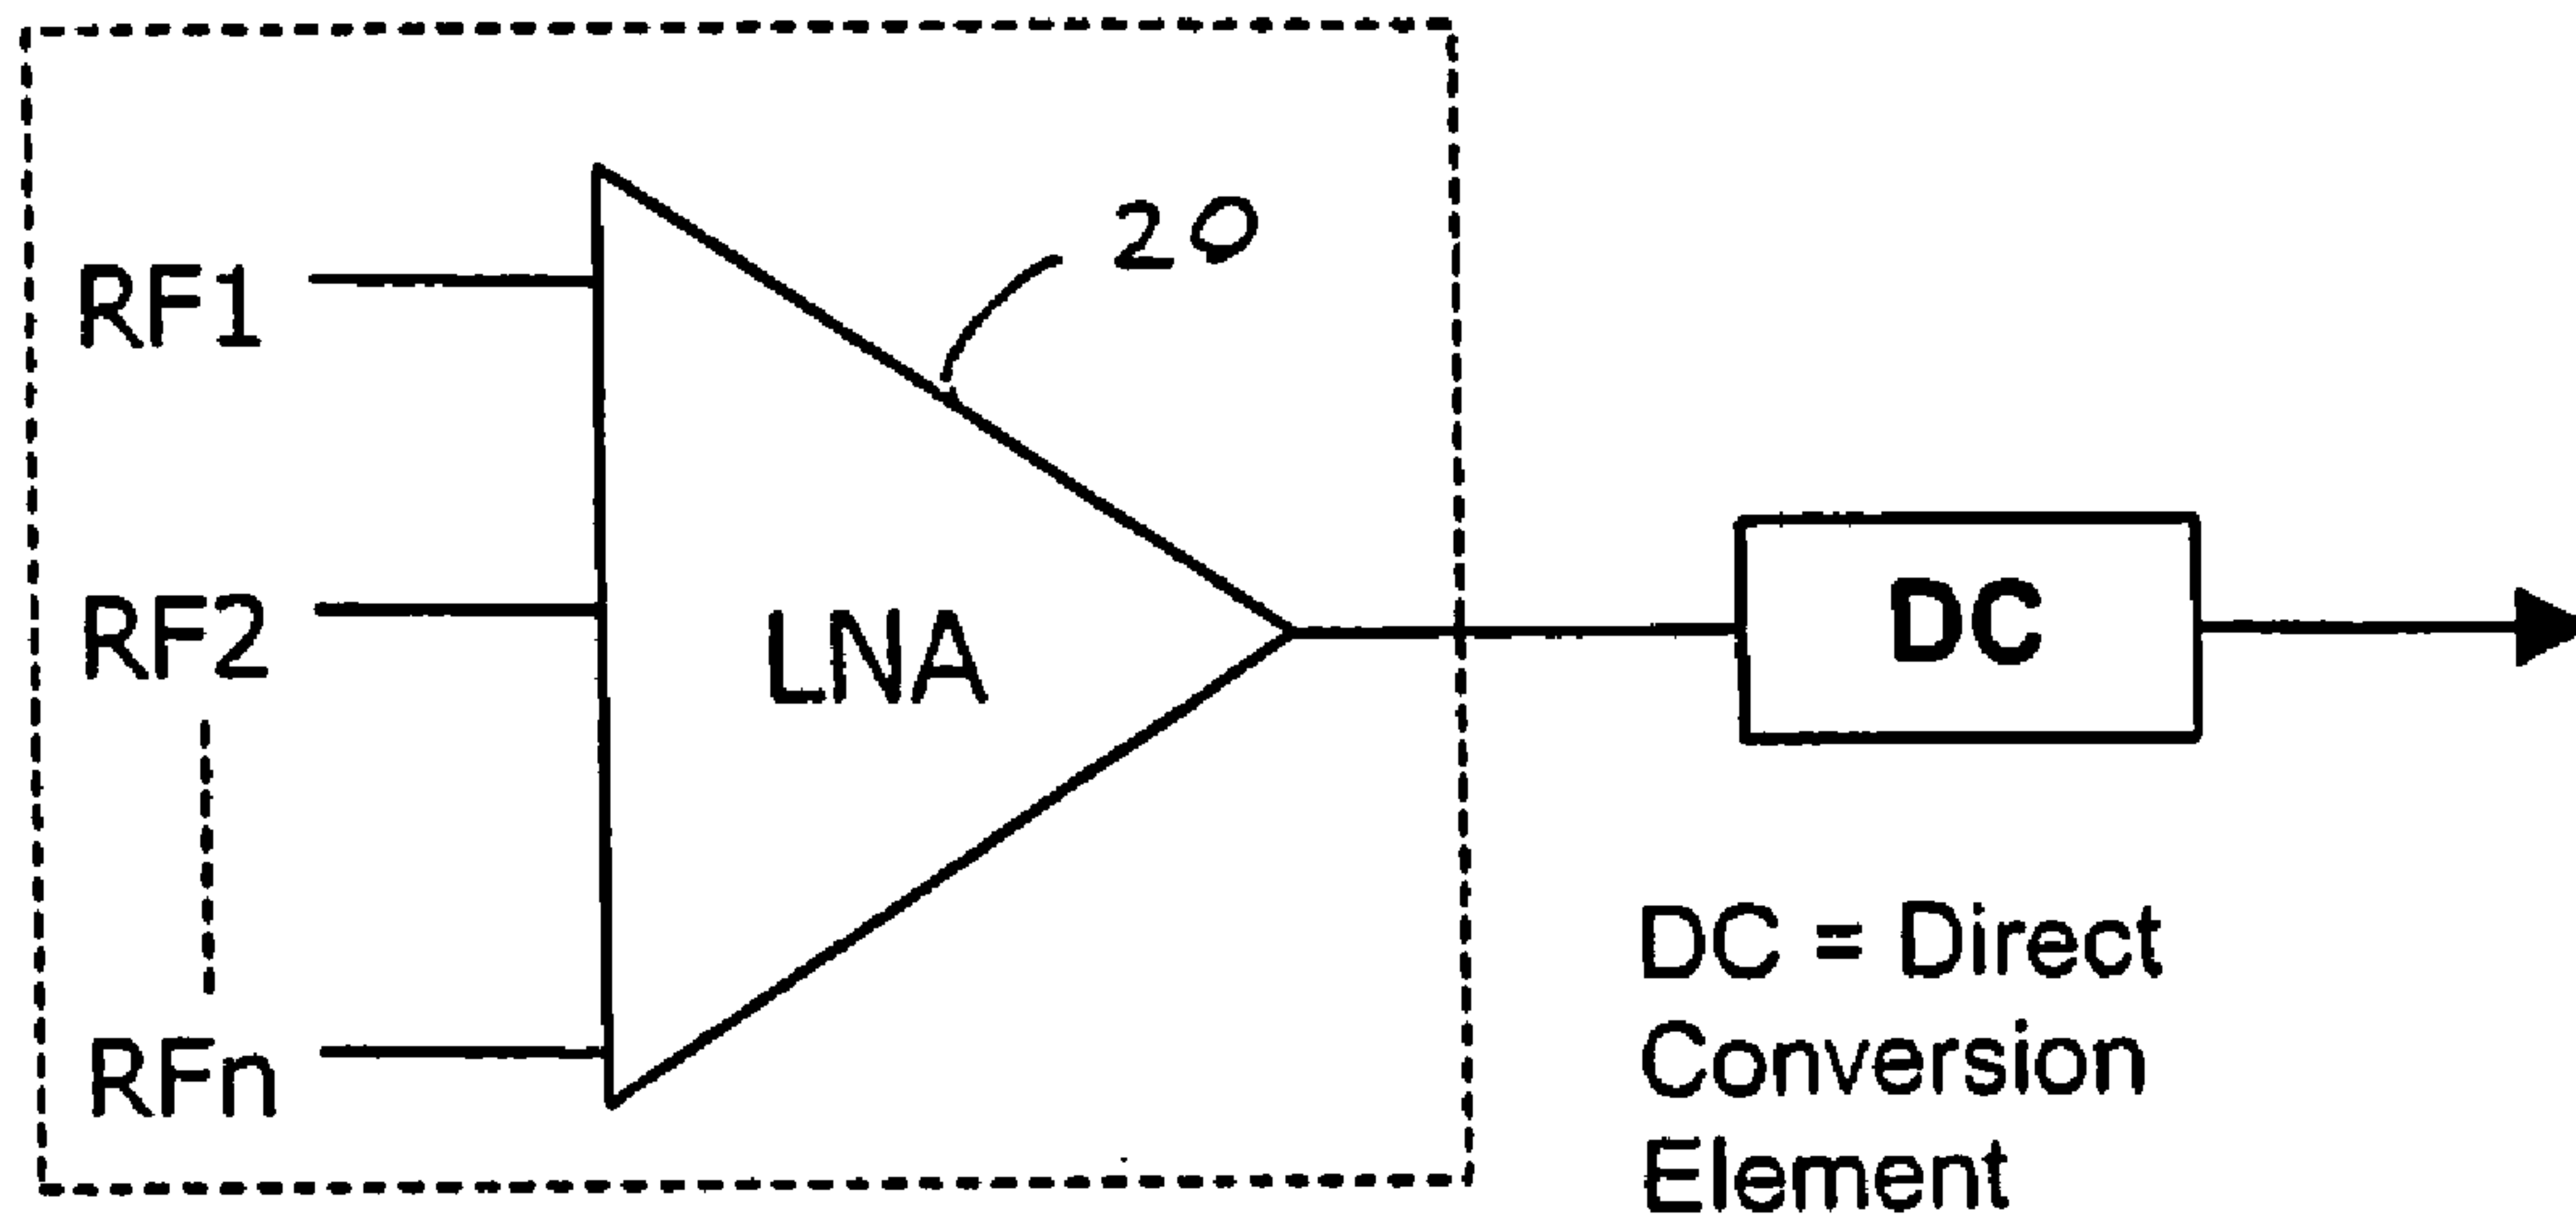 20
RF1
RF2
LNA
DC
RFn
DC = Direct
Conversion
Element